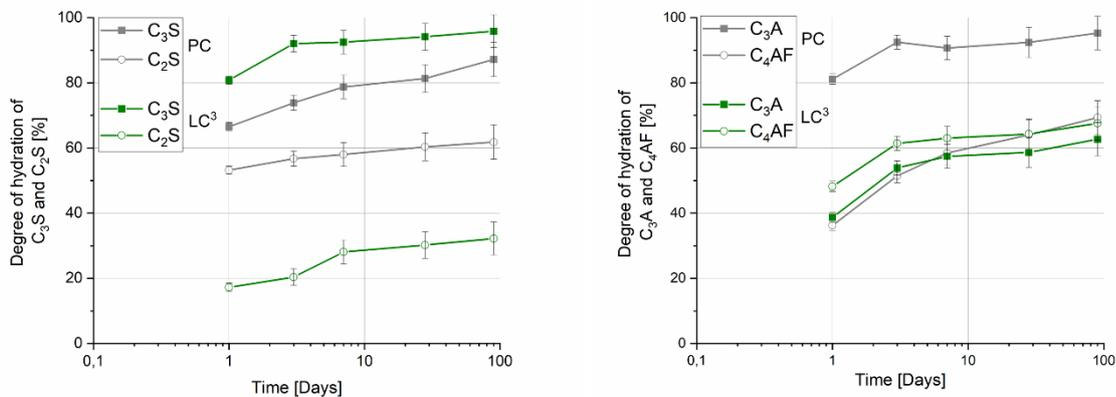 100
80
60
40
20
0
0,1
1
10
100
Time [Days]
Degree of hydration of
C₃S and C₂S [%]
C₃S
C₂S
PC
C₃S
C₂S
LC³
100
80
60
40
20
0
0,1
1
10
100
Time [Days]
Degree of hydration of
C₃A and C₄AF [%]
C₃A
C₄AF
PC
C₃A
C₄AF
LC³